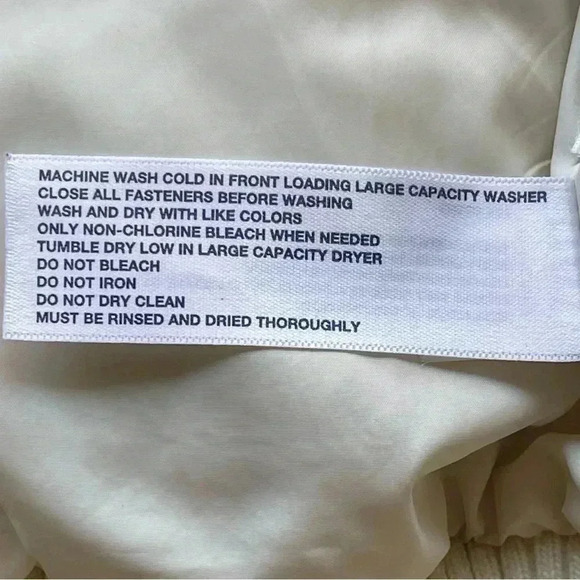 MACHINE WASH COLD IN FRONT LOADING LARGE CAPACITY WASHER
CLOSE ALL FASTENERS BEFORE WASHING
WASH AND DRY WITH LIKE COLORS
ONLY NON-CHLORINE BLEACH WHEN NEEDED
TUMBLE DRY LOW IN LARGE CAPACITY DRYER
DO NOT BLEACH
DO NOT IRON
DO NOT DRY CLEAN
MUST BE RINSED AND DRIED THOROUGHLY